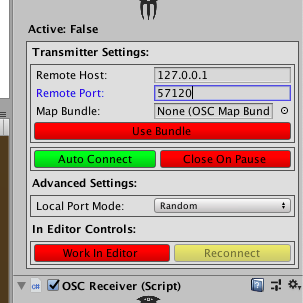 Active: False
Transmitter Settings:
Remote Host: 127.0.0.1
Remote Port: 57120
Map Bundle: None (OSC Map Bund
Use Bundle
Auto Connect Close On Pause
Advanced Settings:
Local Port Mode: Random
In Editor Controls:
Work In Editor Reconnect
C# OSC Receiver (Script)